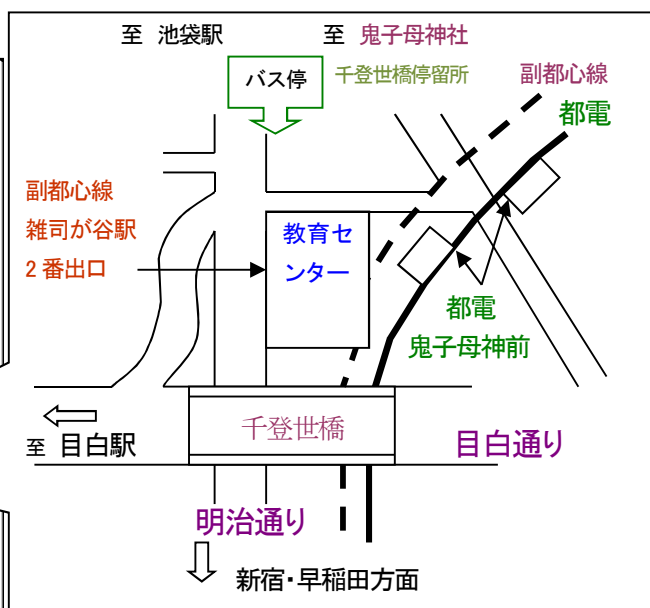 至 池袋駅
至 鬼子母神社
バス停
千登世橋停留所
副都心線
都電
副都心線
雑司が谷駅
2番出口
教育セ
ンター
都電
鬼子母神前
千登世橋
目白通り
至 目白駅
明治通り
新宿・早稲田方面